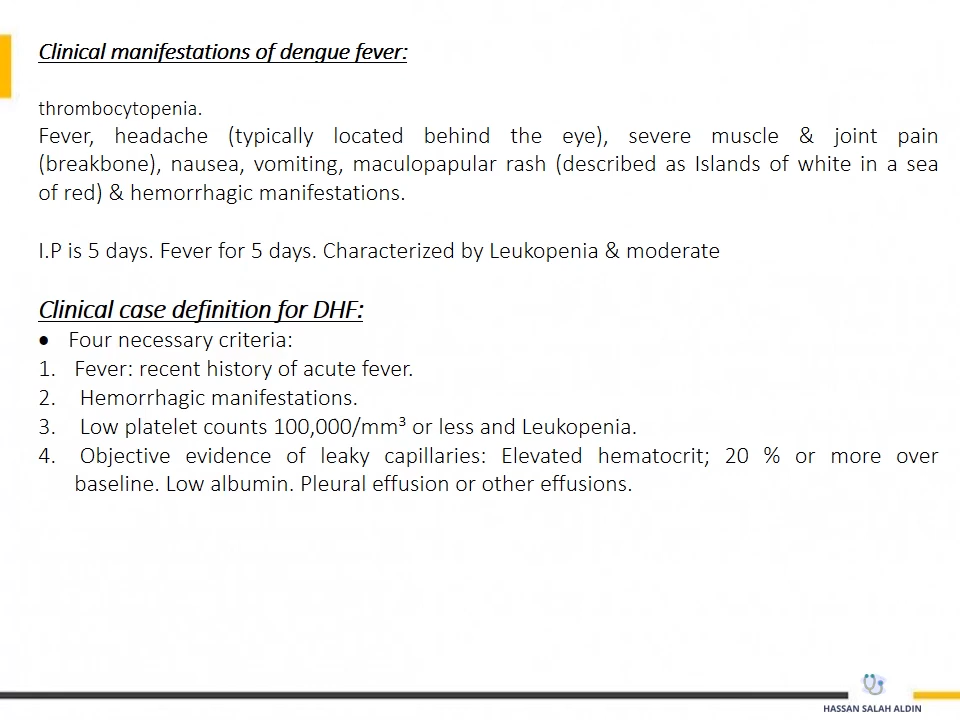 Clinical manifestations of dengue fever:
thrombocytopenia.
Fever, headache (typically located behind the eye), severe muscle & joint pain
(breakbone), nausea, vomiting, maculopapular rash (described as Islands of white in a sea
of red) & hemorrhagic manifestations.
I.P is 5 days. Fever for 5 days. Characterized by Leukopenia & moderate
Clinical case definition for DHF:
• Four necessary criteria:
1. Fever: recent history of acute fever.
2. Hemorrhagic manifestations.
3. Low platelet counts 100,000/mm³ or less and Leukopenia.
4. Objective evidence of leaky capillaries: Elevated hematocrit; 20 % or more over
baseline. Low albumin. Pleural effusion or other effusions.
HASSAN SALAH ALDIN